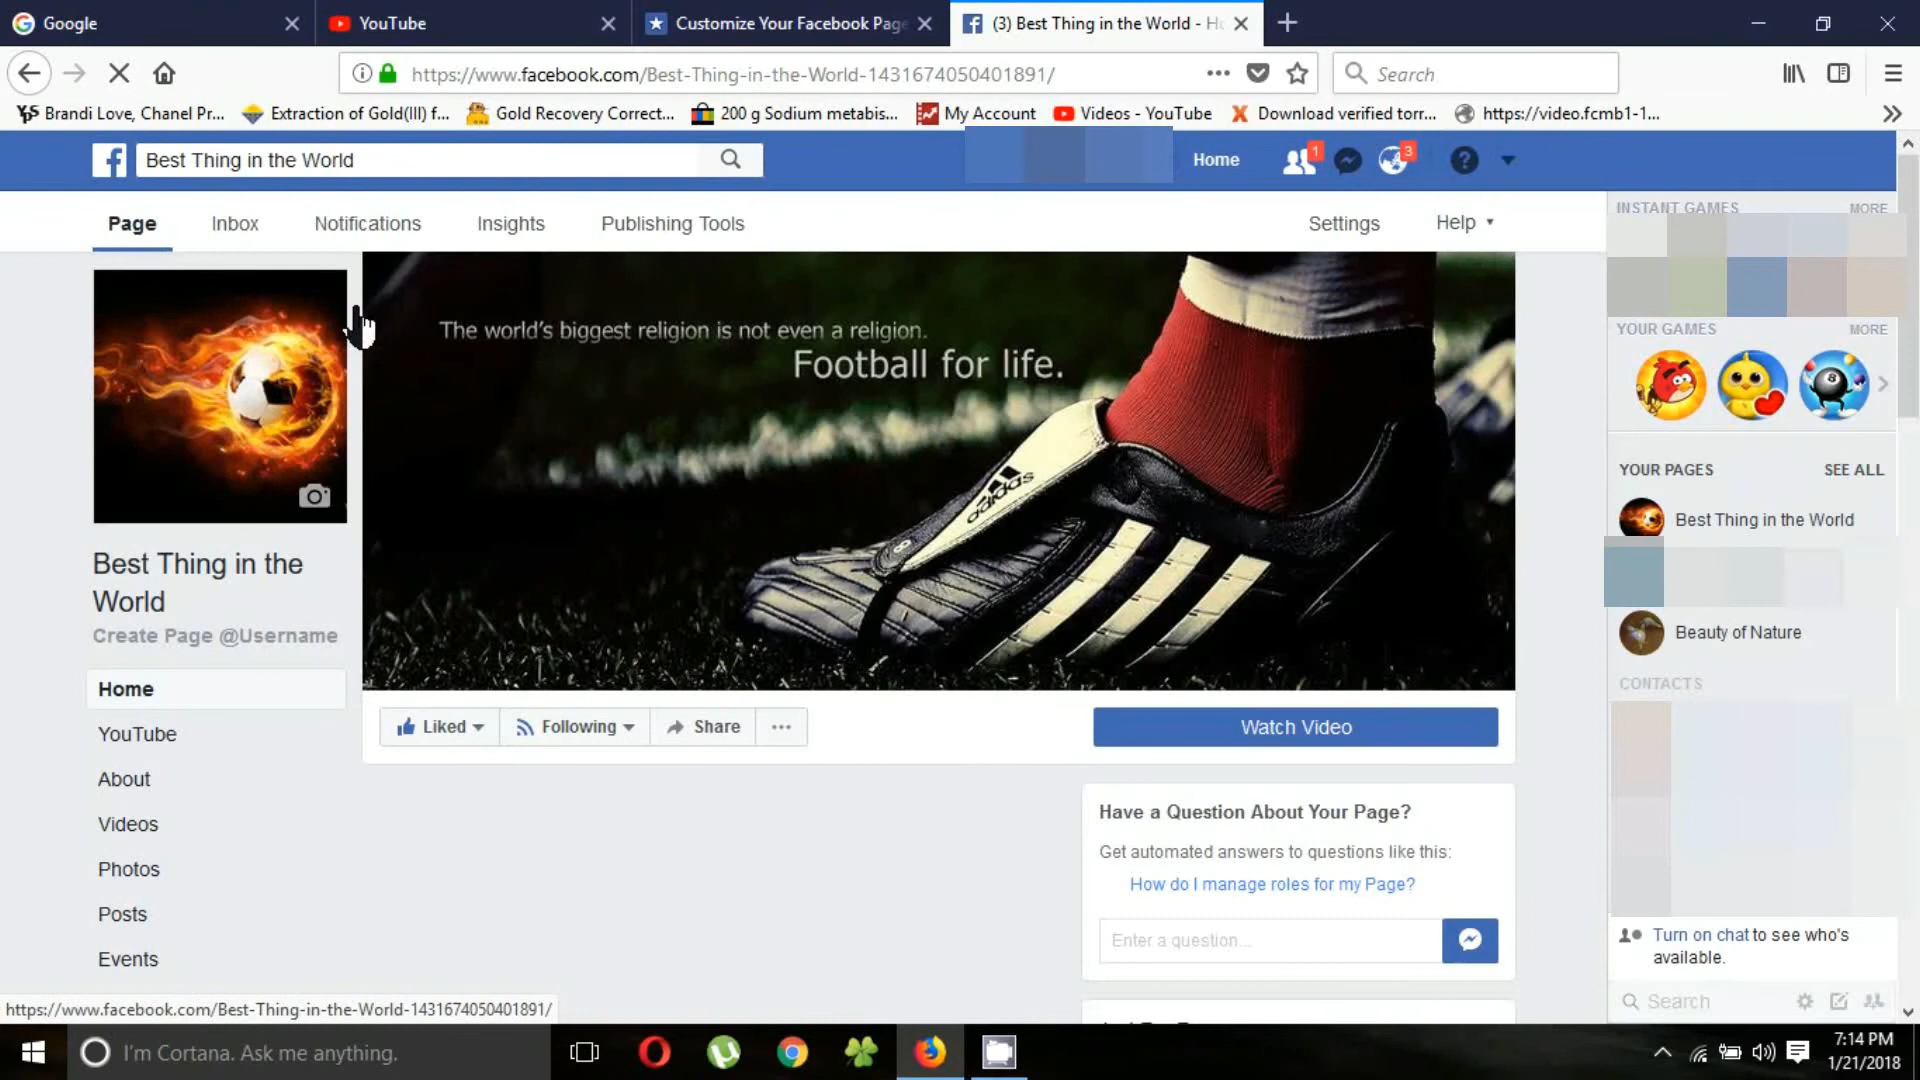 Google
YouTube
Customize Your Facebook Page
(3) Best Thing in the World - Ho
https://www.facebook.com/Best-Thing-in-the-World-1431674050401891/
Search
YPS Brandi Love, Chanel Pr...
Extraction of Gold(III) f...
Gold Recovery Correct...
200 g Sodium metabis...
My Account
Videos - YouTube
Download verified torr...
https://video.fcmb1-1...
Best Thing in the World
Home
1
3
Page
Inbox
Notifications
Insights
Publishing Tools
Settings
Help
INSTANT GAMES
MORE
The world's biggest religion is not even a religion.
Football for life.
adidas
8
YOUR GAMES
MORE
8
YOUR PAGES
SEE ALL
Best Thing in the World
Beauty of Nature
CONTACTS
Best Thing in the
World
Create Page @Username
Home
YouTube
About
Videos
Photos
Posts
Events
Liked
Following
Share
Watch Video
Have a Question About Your Page?
Get automated answers to questions like this:
How do I manage roles for my Page?
Enter a question...
Turn on chat to see who's
available.
Search
https://www.facebook.com/Best-Thing-in-the-World-1431674050401891/
I'm Cortana. Ask me anything.
7:14 PM
1/21/2018